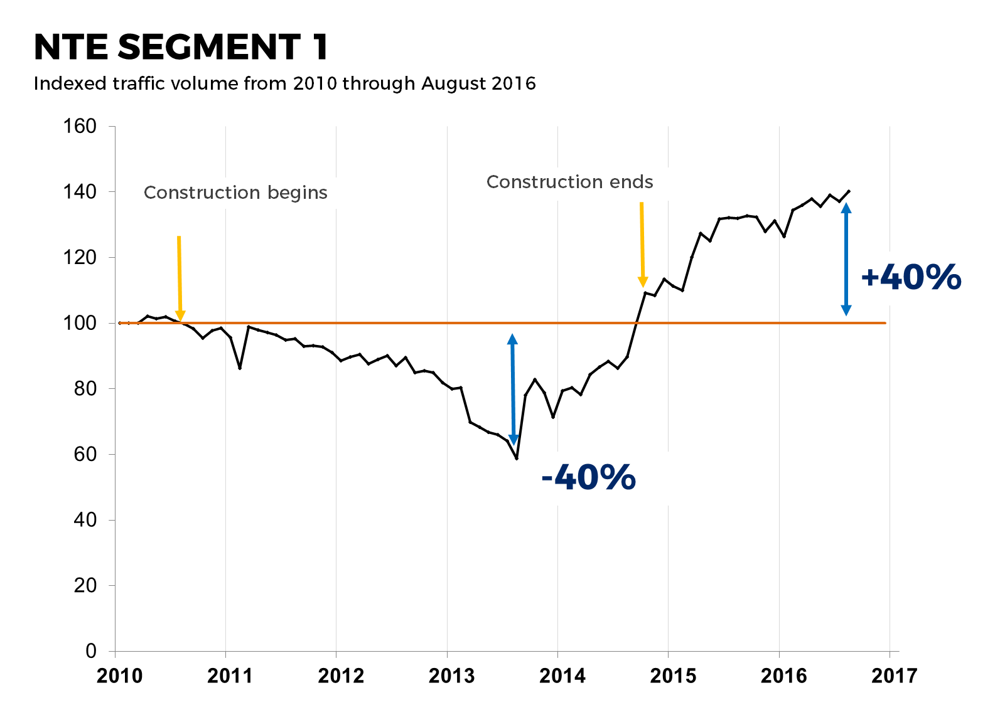 NTE SEGMENT 1
Indexed traffic volume from 2010 through August 2016
160
140
120
100
80
60
40
20
0
Construction begins
Construction ends
+40%
-40%
2010 2011 2012 2013 2014 2015 2016 2017